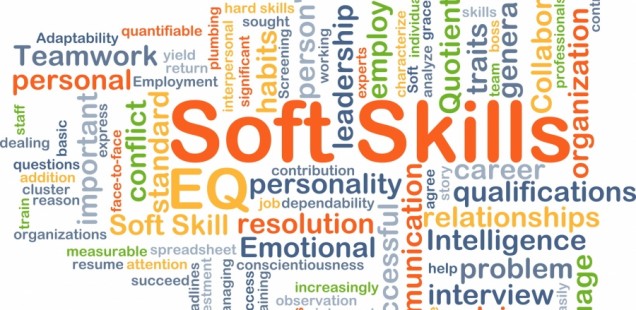 hard skills
sought
skills
Adaptability
quantifiable
plumbing
interpersonal
significant
habits
Screening
person
working
leadership
experts
employ
characterize
Soft
individual
analyze
grace
Quotient
traits
team
boss
general
Collabor
professionals
organization
Teamwork
yield
return
personal
Employment
staff
dealing
basic
express
important
face-to-face
conflict
standard
Soft Skills
questions
addition
cluster
reason
train
EQ
contribution
personality
job
dependability
agree
story
career
qualifications
organizations
Soft Skill
resolution
munication
relationships
measurable
spreadsheet
Emotional
cessful
Intelligence
resume
attention
conscientiousness
help
problem
succeed
increasingly
observation
interview